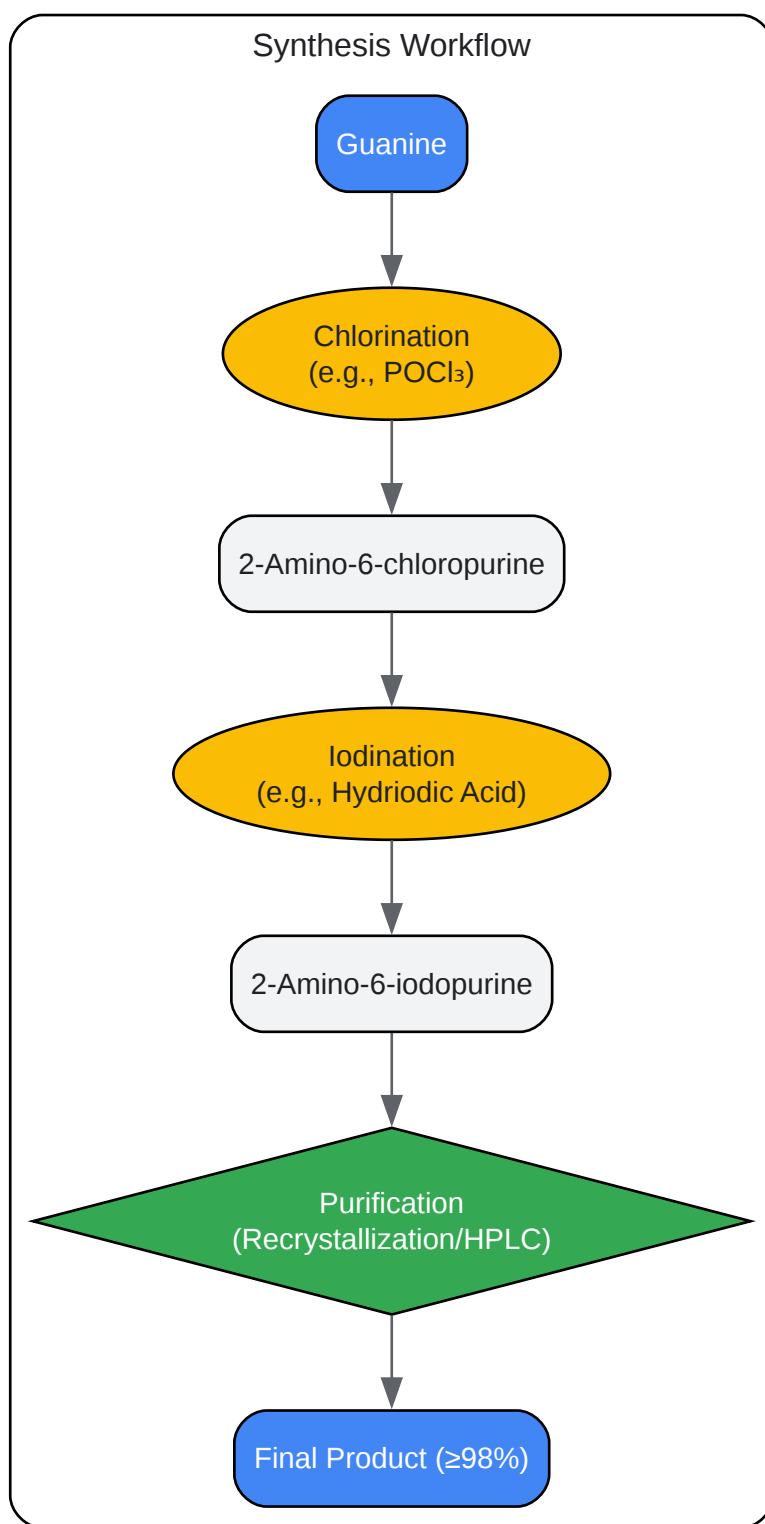 Synthesis Workflow
Guanine
Chlorination
(e.g., POCl₃)
2-Amino-6-chloropurine
Iodination
(e.g., Hydriodic Acid)
2-Amino-6-iodopurine
Purification
(Recrystallization/HPLC)
Final Product (≥98%)